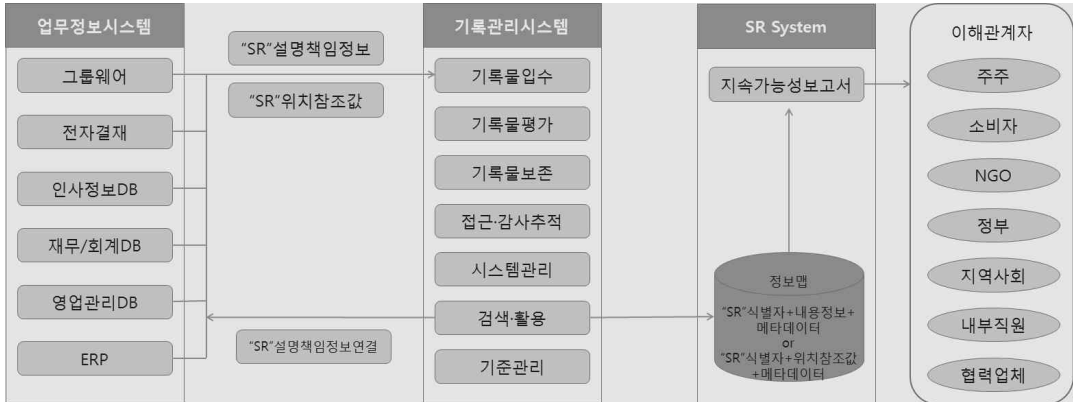 업무정보시스템
그룹웨어
전자결재
인사정보DB
재무/회계DB
영업관리DB
ERP
“SR”설명책임정보
“SR”위치참조값
“SR”설명책임정보연결
기록관리시스템
기록물입수
기록물평가
기록물보존
접근·감사추적
시스템관리
검색·활용
기준관리
SR System
지속가능성보고서
정보맵
“SR”식별자+내용정보+
메타데이터
or
“SR”식별자+위치참조값
+메타데이터
이해관계자
주주
소비자
NGO
정부
지역사회
내부직원
협력업체